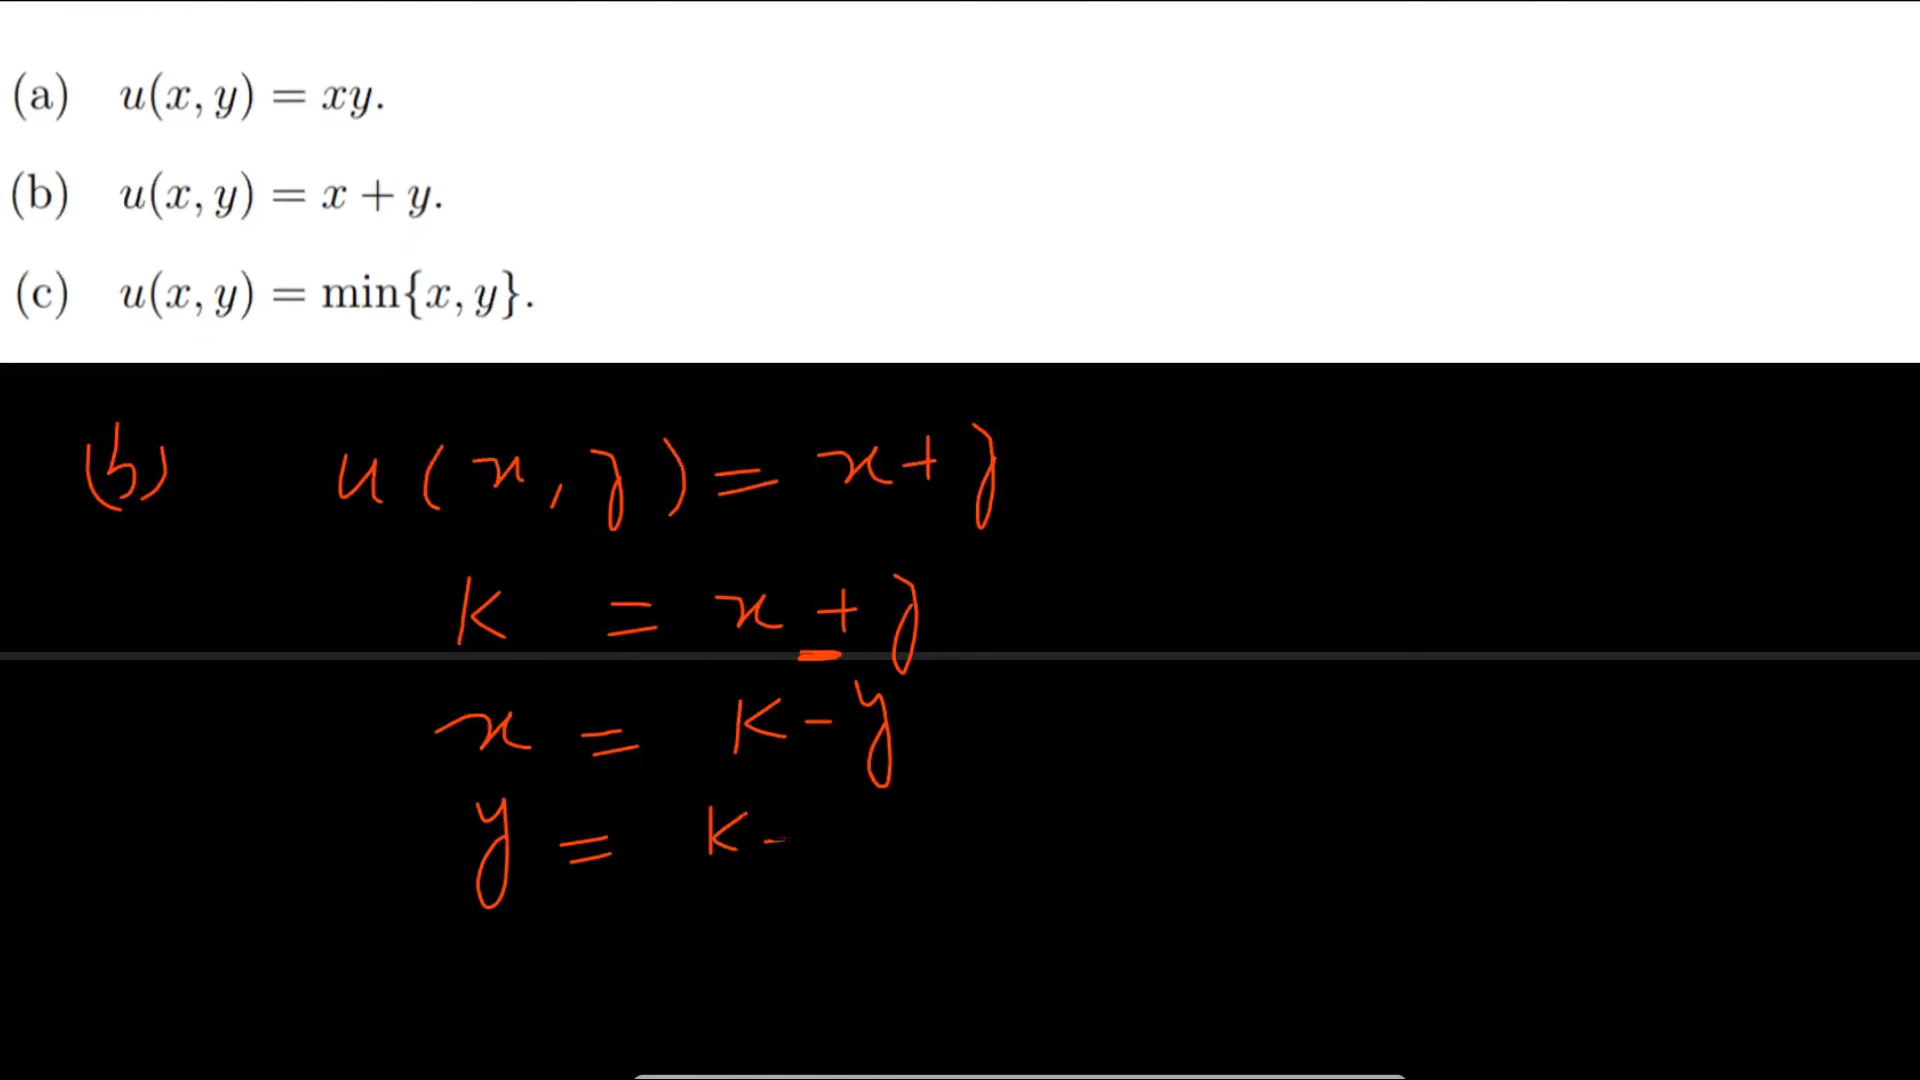 (a) u(x, y) = xy.
(b) u(x, y) = x + y.
(c) u(x, y) = min{x, y}.
(b) u(x, y) = x + y
K = x + y
x = K - y
y = K -